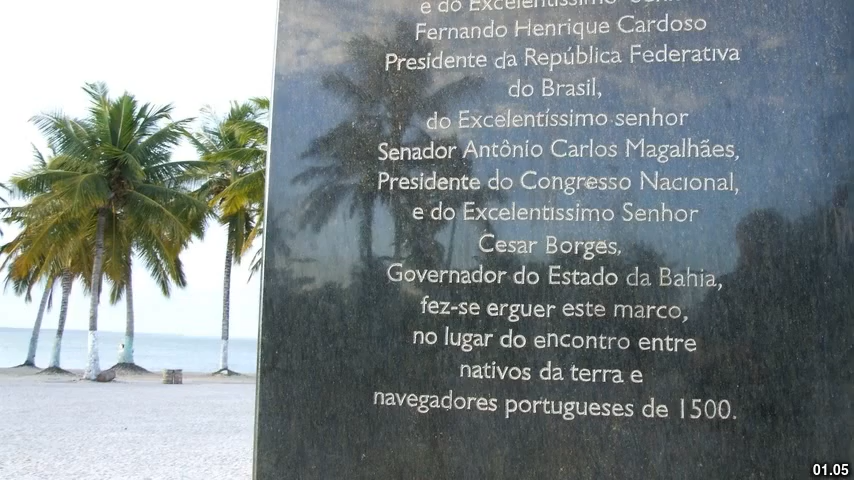 e do Excelentíssimo
Fernando Henrique Cardoso
Presidente da República Federativa
do Brasil,
do Excelentíssimo senhor
Senador Antônio Carlos Magalhães,
Presidente do Congresso Nacional,
e do Excelentissimo Senhor
Cesar Borges,
Governador do Estado da Bahia,
fez-se erguer este marco,
no lugar do encontro entre
nativos da terra e
navegadores portugueses de 1500.
01.05